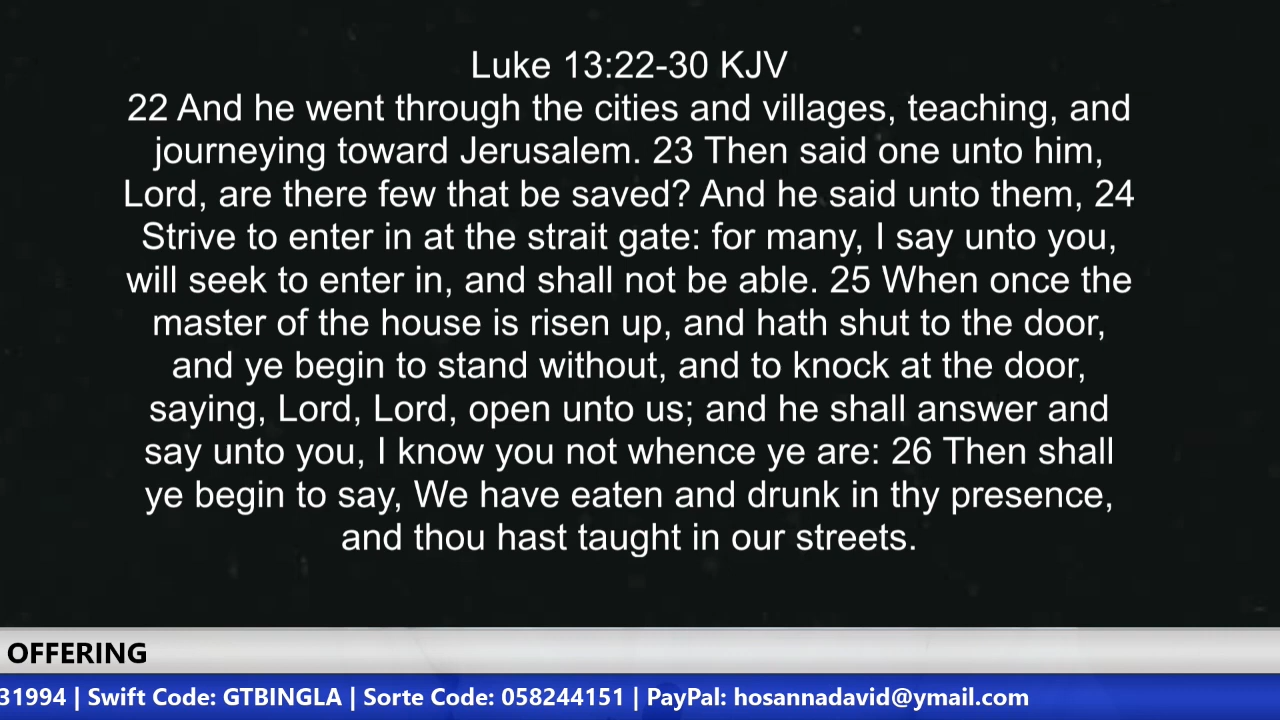 Luke 13:22-30 KJV
22 And he went through the cities and villages, teaching, and
journeying toward Jerusalem. 23 Then said one unto him,
Lord, are there few that be saved? And he said unto them, 24
Strive to enter in at the strait gate: for many, I say unto you,
will seek to enter in, and shall not be able. 25 When once the
master of the house is risen up, and hath shut to the door,
and ye begin to stand without, and to knock at the door,
saying, Lord, Lord, open unto us; and he shall answer and
say unto you, I know you not whence ye are: 26 Then shall
ye begin to say, We have eaten and drunk in thy presence,
and thou hast taught in our streets.
OFFERING
31994 | Swift Code: GTBINGLA | Sorte Code: 058244151 | PayPal: hosannadavid@ymail.com